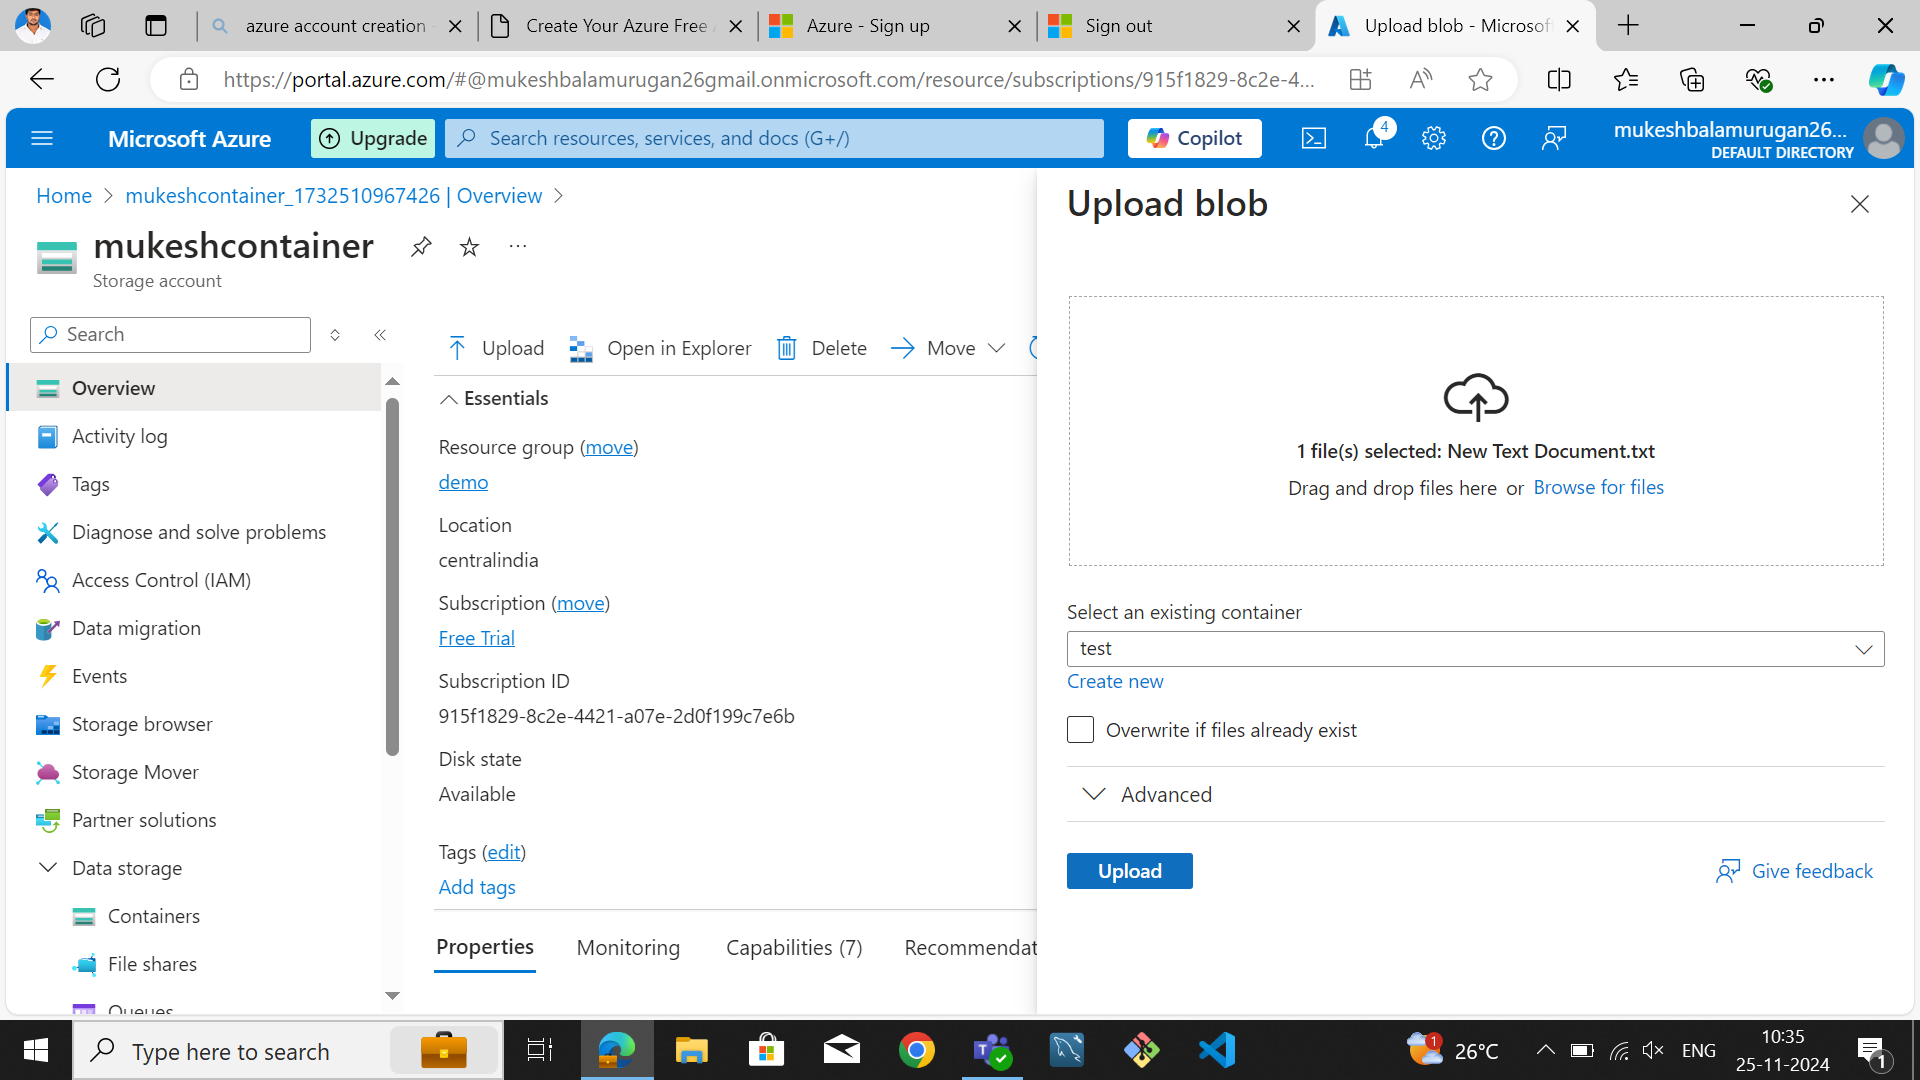 azure account creation -
Create Your Azure Free A
Azure - Sign up
Sign out
Upload blob - Microsoft
https://portal.azure.com/#@mukeshbalamurugan26gmail.onmicrosoft.com/resource/subscriptions/915f1829-8c2e-4...
Microsoft Azure
Upgrade
Search resources, services, and docs (G+/)
Copilot
4
mukeshbalamurugan26...
DEFAULT DIRECTORY
Home
mukeshcontainer_1732510967426 | Overview
mukeshcontainer
Storage account
Search
Overview
Activity log
Tags
Diagnose and solve problems
Access Control (IAM)
Data migration
Events
Storage browser
Storage Mover
Partner solutions
Data storage
Containers
File shares
Queues
Upload
Open in Explorer
Delete
Move
Essentials
Resource group (move)
demo
Location
centralindia
Subscription (move)
Free Trial
Subscription ID
915f1829-8c2e-4421-a07e-2d0f199c7e6b
Disk state
Available
Tags (edit)
Add tags
Properties
Monitoring
Capabilities (7)
Recommendat
Upload blob
1 file(s) selected: New Text Document.txt
Drag and drop files here or Browse for files
Select an existing container
test
Create new
Overwrite if files already exist
Advanced
Upload
Give feedback
Type here to search
1
26°C
ENG
10:35
25-11-2024
1